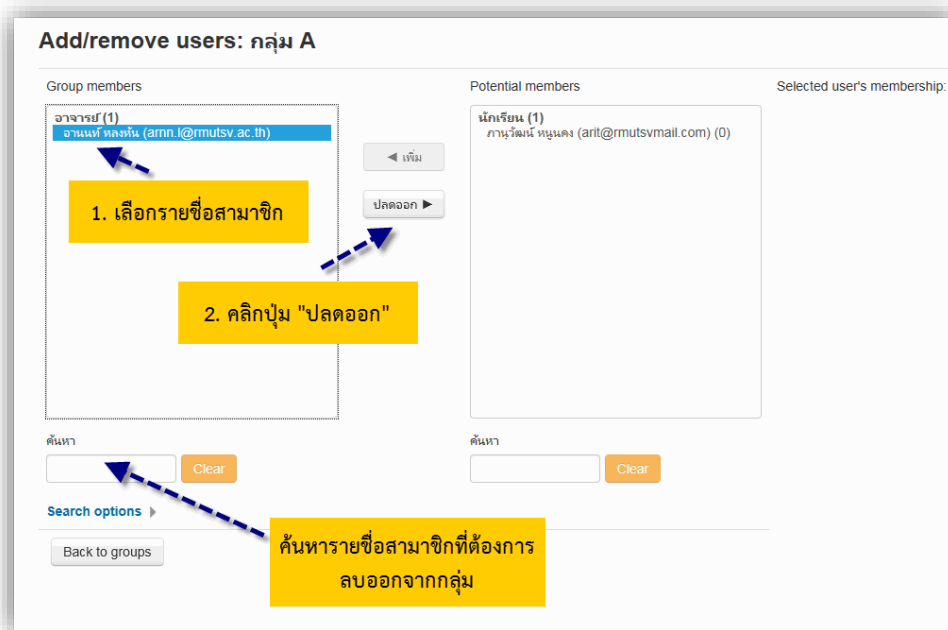 Add/remove users: กลุ่ม A
Group members
Potential members
Selected user's membership:
อาจารย์ (1)
อานนท์ หลงหัน (arnn.l@rmutsv.ac.th)
นักเรียน (1)
ภานุวัฒน์ หนูนคง (arit@rmutsvmail.com) (0)
◄ เพิ่ม
ปลดออก ►
1. เลือกรายชื่อสามาชิก
2. คลิกปุ่ม "ปลดออก"
ค้นหา
ค้นหา
Clear
Clear
Search options
Back to groups
ค้นหารายชื่อสามาชิกที่ต้องการ
ลบออกจากกลุ่ม